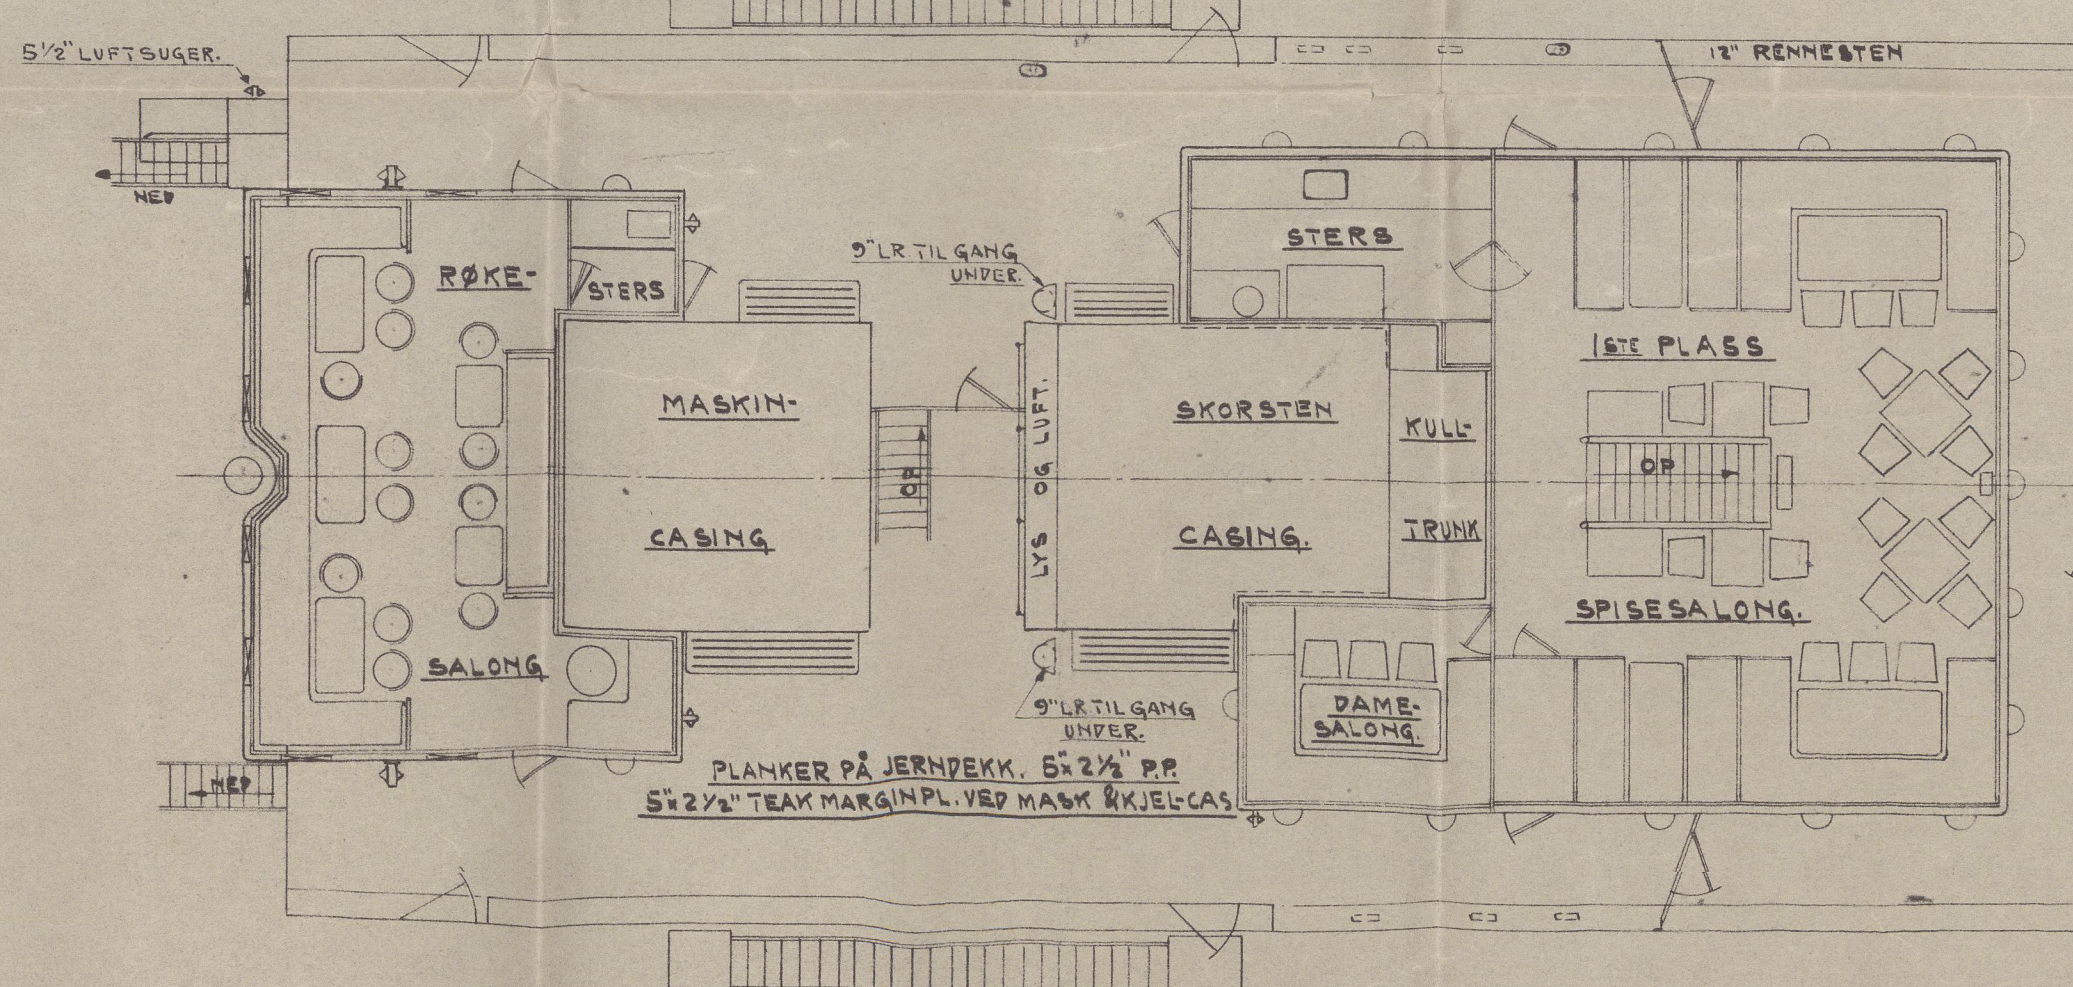 5½" LUFTSUGER.
12" RENNESTEN
NED
STERS
9" LR. TIL GANG
UNDER.
RØKE-
STERS
1STE PLASS
MASKIN-
SKORSTEN
KULL-
LYS OG LUFT.
OP
OP
CASING
CASING.
TRUNK
SPISESALONG.
SALONG
9" LR. TIL GANG
UNDER.
DAME-
SALONG.
NED
PLANKER PÅ JERNDEKK. 5"x 2½" P.P.
5"x 2½" TEAK MARGINPL. VED MASK & KJEL-CAS